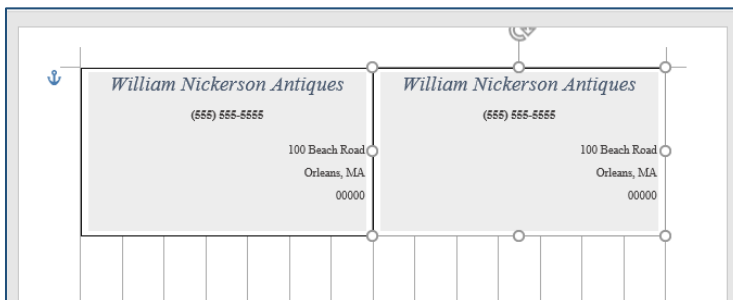 William Nickerson Antiques
(555) 555-5555
100 Beach Road
Orleans, MA
00000
William Nickerson Antiques
(555) 555-5555
100 Beach Road
Orleans, MA
00000